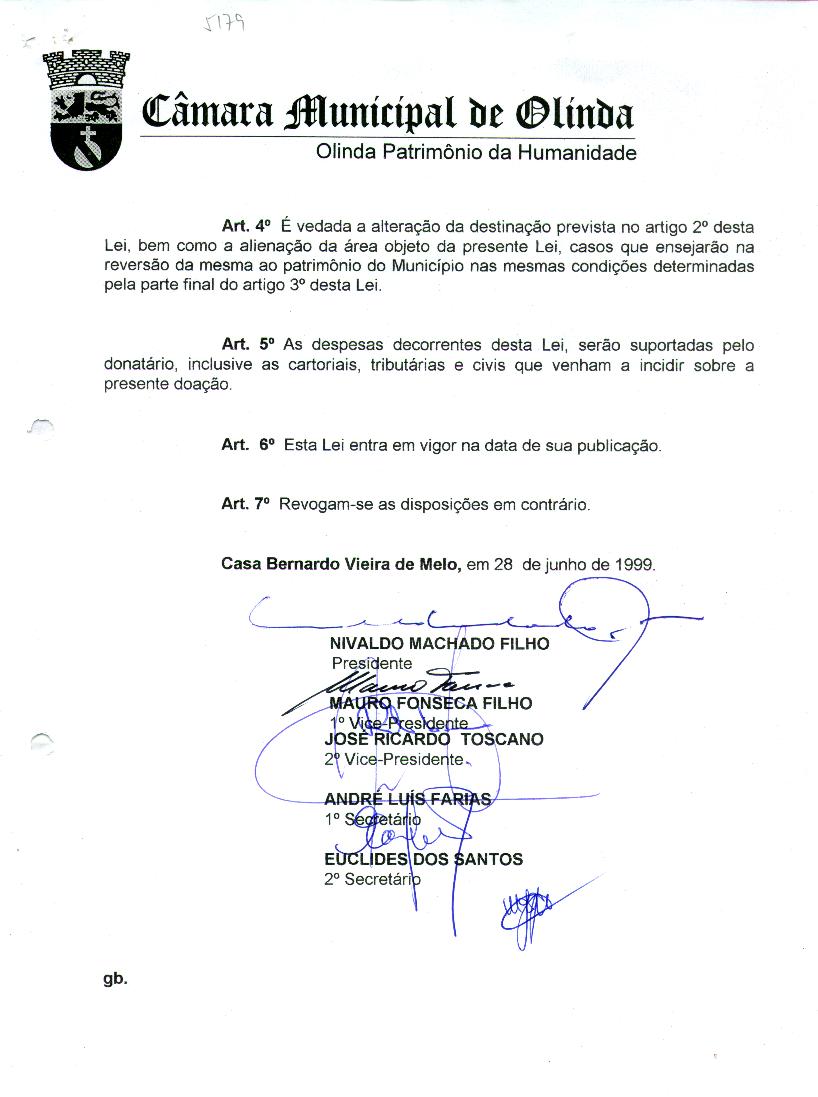 5179
Câmara Municipal de Olinda
Olinda Patrimônio da Humanidade
Art. 4º É vedada a alteração da destinação prevista no artigo 2º desta
Lei, bem como a alienação da área objeto da presente Lei, casos que ensejarão na
reversão da mesma ao patrimônio do Município nas mesmas condições determinadas
pela parte final do artigo 3º desta Lei.
Art. 5º As despesas decorrentes desta Lei, serão suportadas pelo
donatário, inclusive as cartoriais, tributárias e civis que venham a incidir sobre a
presente doação.
Art. 6º Esta Lei entra em vigor na data de sua publicação.
Art. 7º Revogam-se as disposições em contrário.
Casa Bernardo Vieira de Melo, em 28 de junho de 1999.
NIVALDO MACHADO FILHO
Presidente
MAURO FONSECA FILHO
1º Vice-Presidente
JOSÉ RICARDO TOSCANO
2º Vice-Presidente
ANDRÉ LUÍS FARIAS
1º Secretário
EUCLIDES DOS SANTOS
2º Secretário
gb.